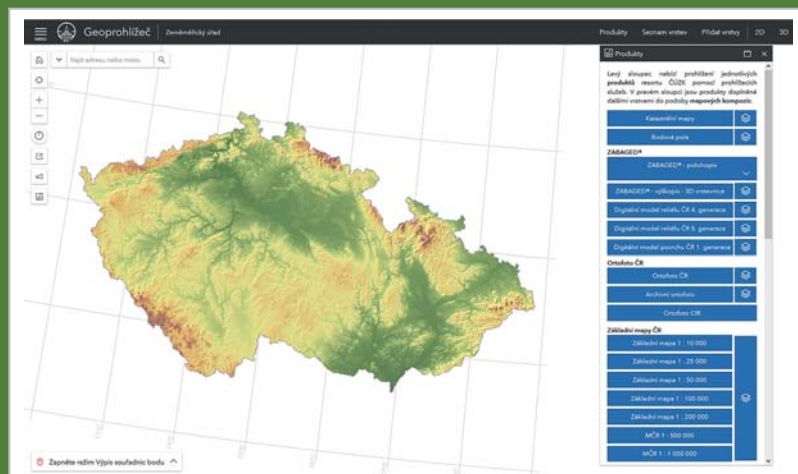 MENU
Geoprohlížeč
Zeměměřický úřad
Produkty Seznam vrstev Přidat vrstvy 2D 3D
Najít adresu nebo místo
Produkty
Levý sloupec nabízí prohlížení jednotlivých
produktů resortu ČÚZK pomocí prohlížecích
služeb. V pravém sloupci jsou produkty doplněné
dalšími vrstvami do podoby mapových kompozic.
Katastrální mapy
Bodová pole
ZABAGED®
ZABAGED® - polohopis
ZABAGED® - výškopis - 3D vrstevnice
Digitální model reliéfu ČR 4. generace
Digitální model reliéfu ČR 5. generace
Digitální model povrchu ČR 1. generace
Ortofoto ČR
Ortofoto ČR
Archivní ortofoto
Ortofoto CIR
Základní mapy ČR
Základní mapa 1 : 10 000
Základní mapa 1 : 25 000
Základní mapa 1 : 50 000
Základní mapa 1 : 100 000
Základní mapa 1 : 200 000
MČR 1 : 500 000
MČR 1 : 1 000 000
Zapněte režim Výpis souřadnic bodu